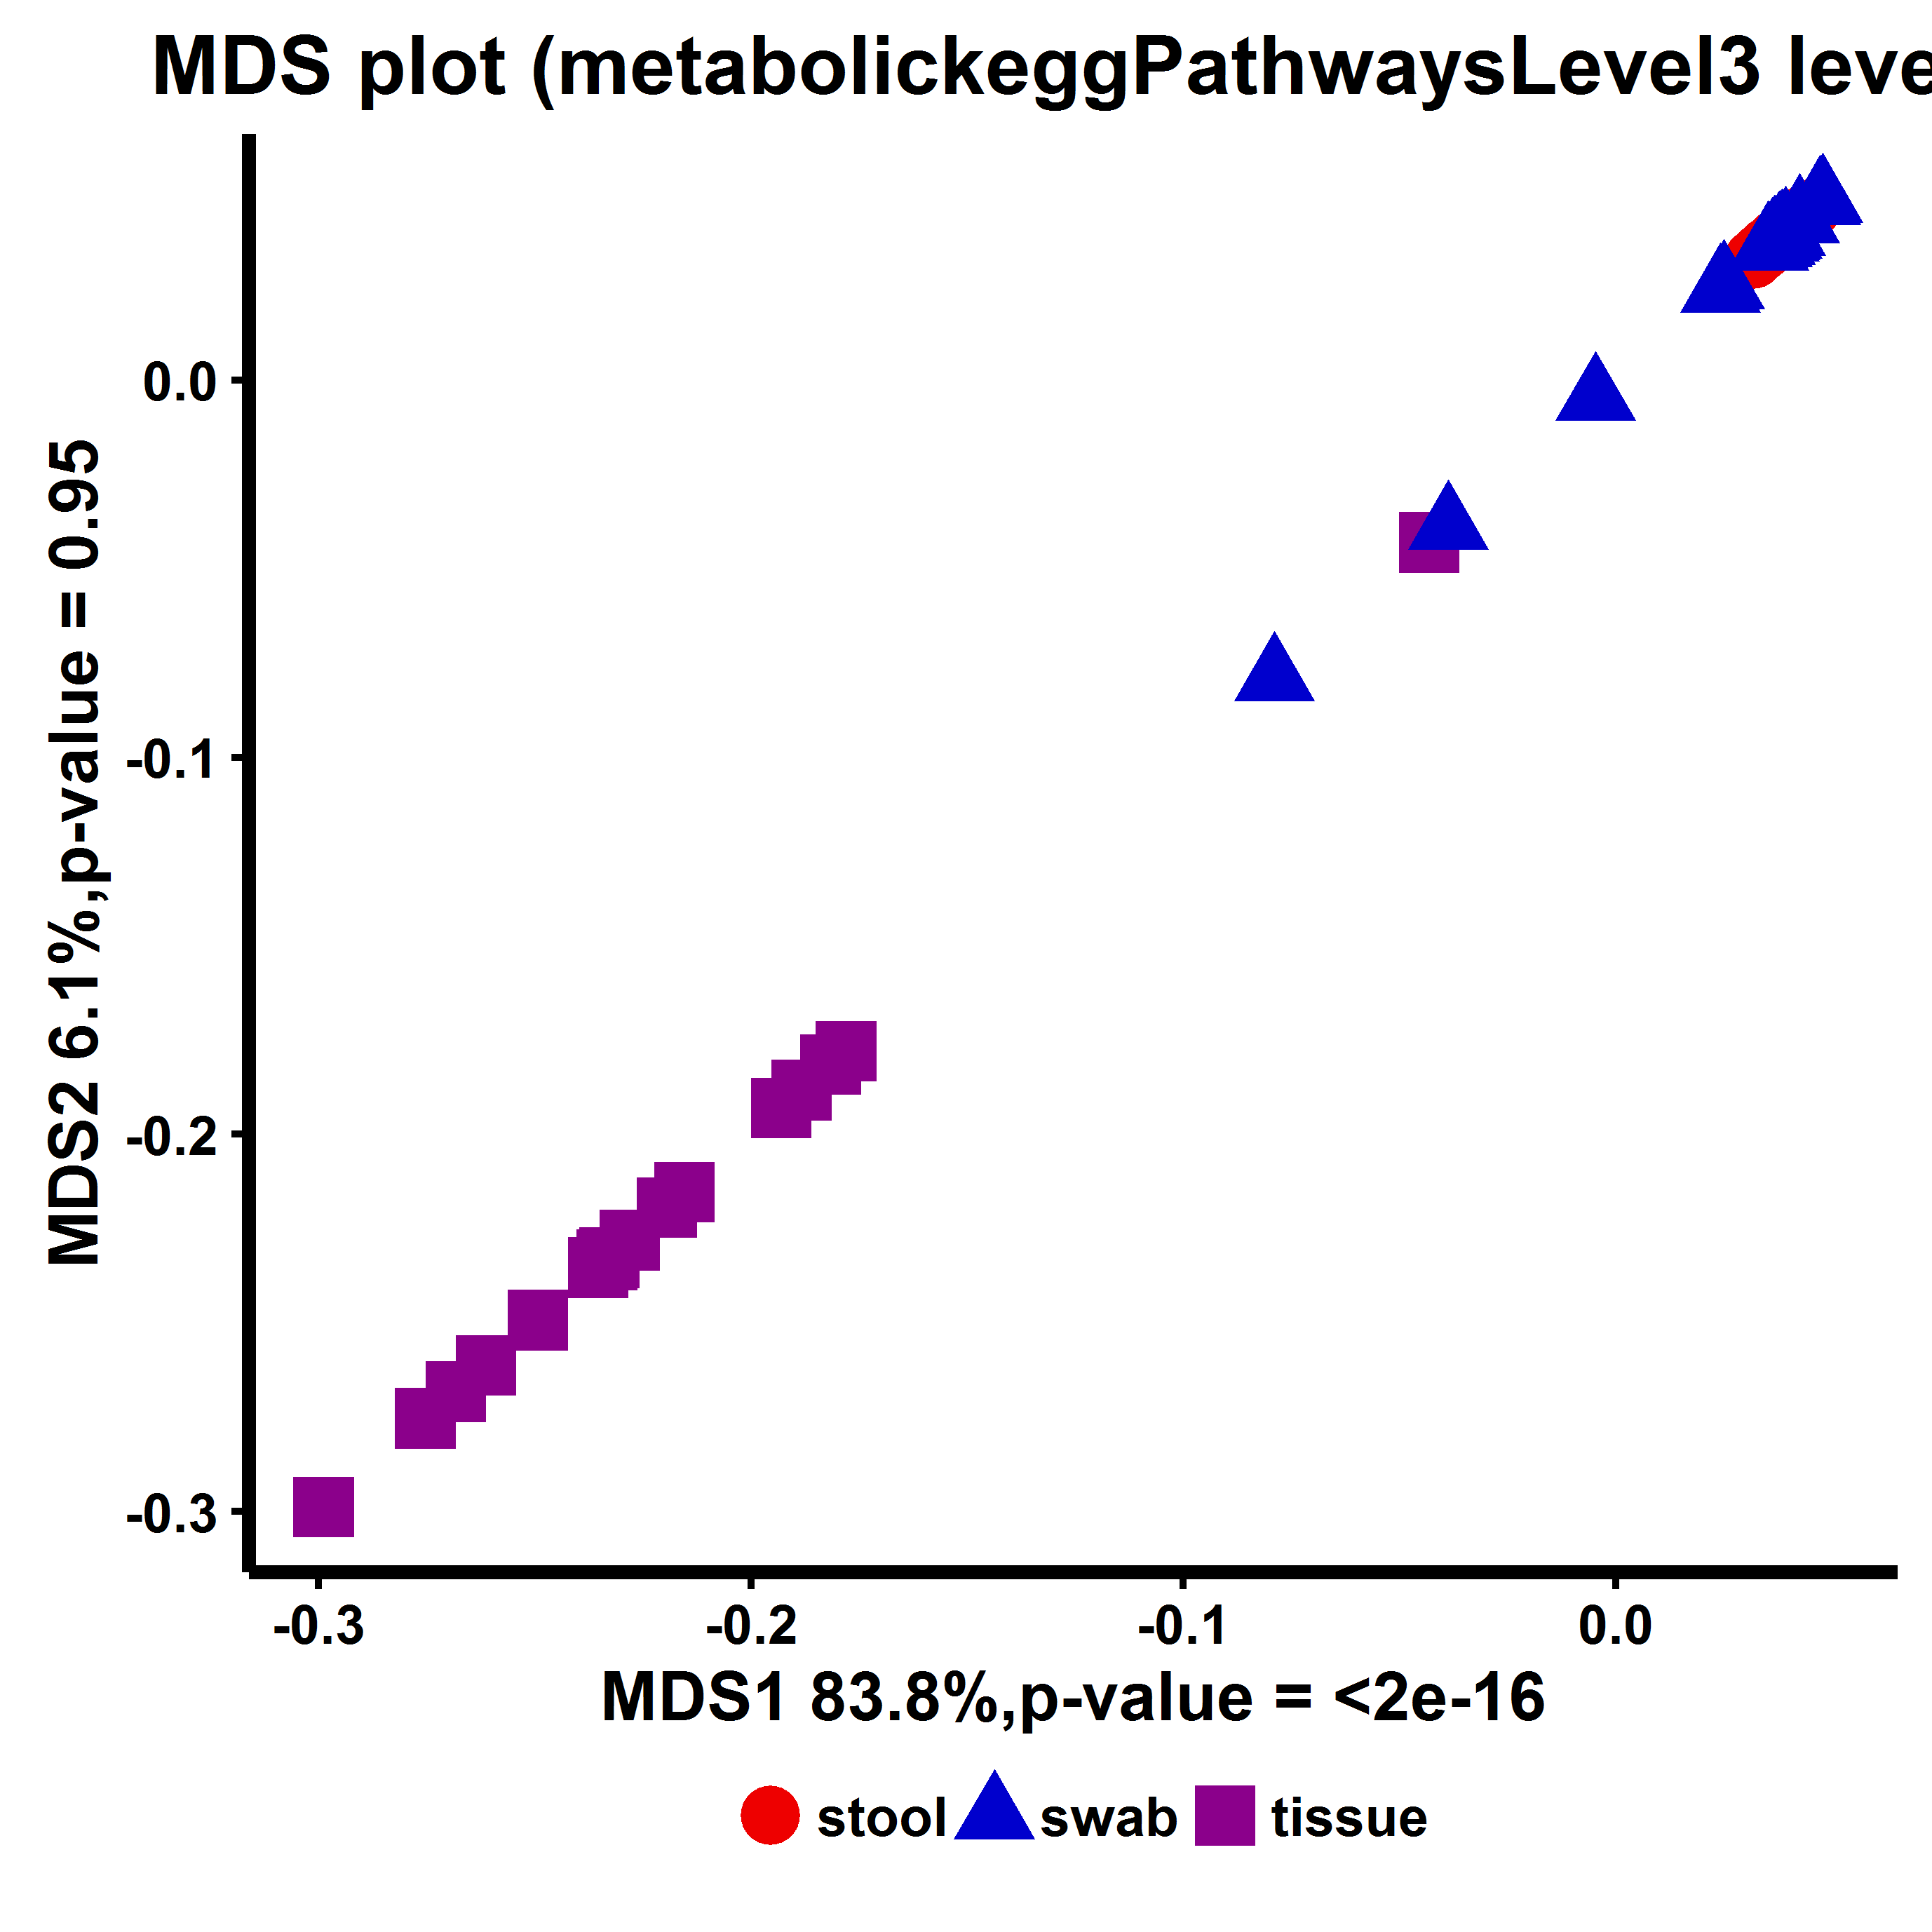 MDS plot (metabolickeggPathwaysLevel3 leve
MDS2 6.1%,p-value = 0.95
0.0
-0.1
-0.2
-0.3
-0.3 -0.2 -0.1 0.0
MDS1 83.8%,p-value = <2e-16
stool swab tissue